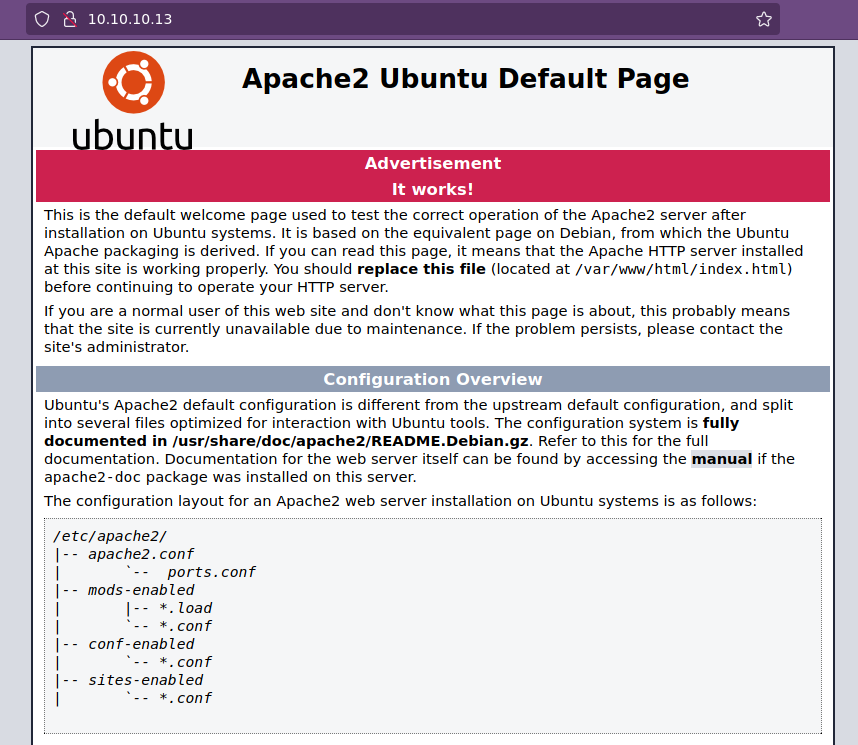 10.10.10.13
Apache2 Ubuntu Default Page
ubuntu
Advertisement
It works!
This is the default welcome page used to test the correct operation of the Apache2 server after
installation on Ubuntu systems. It is based on the equivalent page on Debian, from which the Ubuntu
Apache packaging is derived. If you can read this page, it means that the Apache HTTP server installed
at this site is working properly. You should replace this file (located at /var/www/html/index.html)
before continuing to operate your HTTP server.
If you are a normal user of this web site and don't know what this page is about, this probably means
that the site is currently unavailable due to maintenance. If the problem persists, please contact the
site's administrator.
Configuration Overview
Ubuntu's Apache2 default configuration is different from the upstream default configuration, and split
into several files optimized for interaction with Ubuntu tools. The configuration system is fully
documented in /usr/share/doc/apache2/README.Debian.gz. Refer to this for the full
documentation. Documentation for the web server itself can be found by accessing the manual if the
apache2-doc package was installed on this server.
The configuration layout for an Apache2 web server installation on Ubuntu systems is as follows:
/etc/apache2/
|-- apache2.conf
|       `--  ports.conf
|-- mods-enabled
|       |-- *.load
|       `-- *.conf
|-- conf-enabled
|       `-- *.conf
|-- sites-enabled
|       `-- *.conf